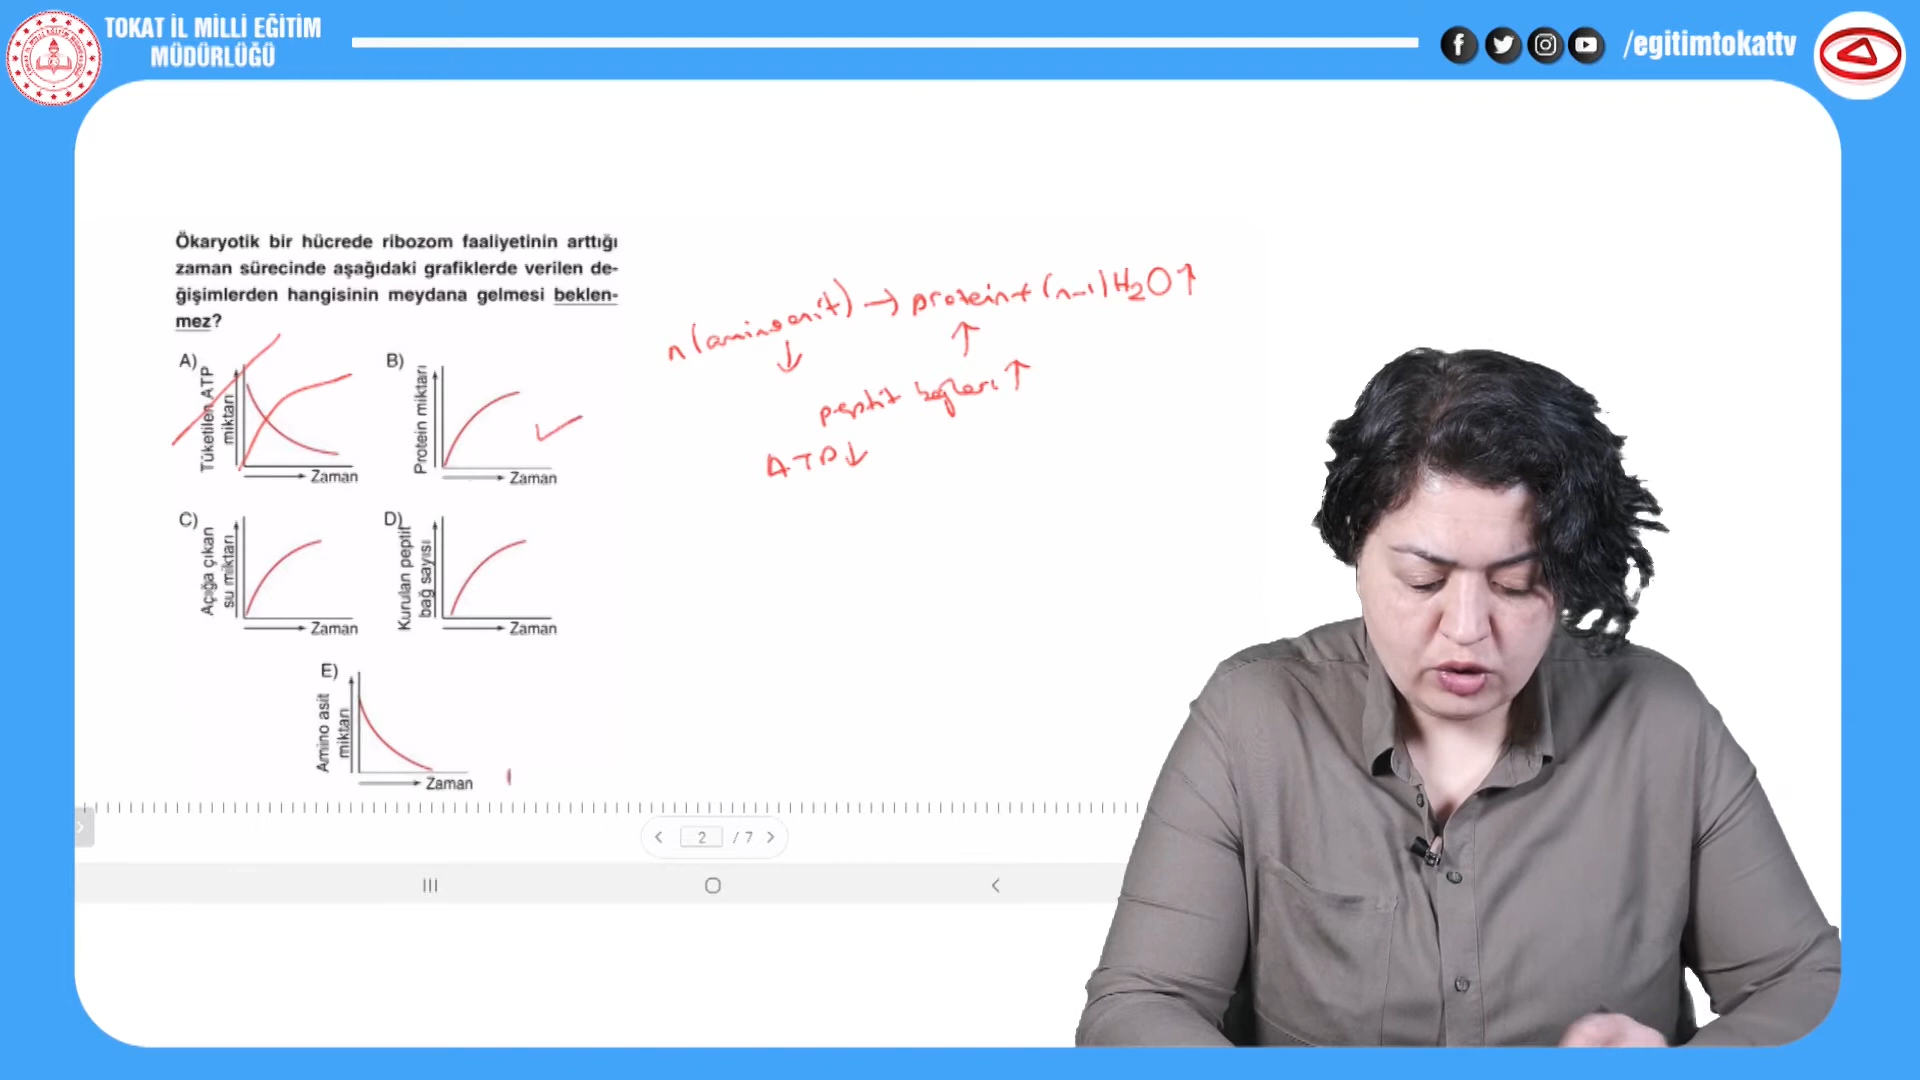 TOKAT İL MİLLİ EĞİTİM
MÜDÜRLÜĞÜ
/egitimtokattv
Ökaryotik bir hücrede ribozom faaliyetinin arttığı
zaman sürecinde aşağıdaki grafiklerde verilen de-
ğişimlerden hangisinin meydana gelmesi beklen-
mez?
A)
Tüketilen ATP
miktarı
Zaman
B)
Protein miktarı
Zaman
C)
Açığa çıkan
su miktarı
Zaman
D)
Kurulan peptit
bağ sayısı
Zaman
E)
Amino asit
miktarı
Zaman
n(aminoasit) → protein + (n-1)H₂O↑
↓ ↑
peptit bağları ↑
ATP↓
2 / 7